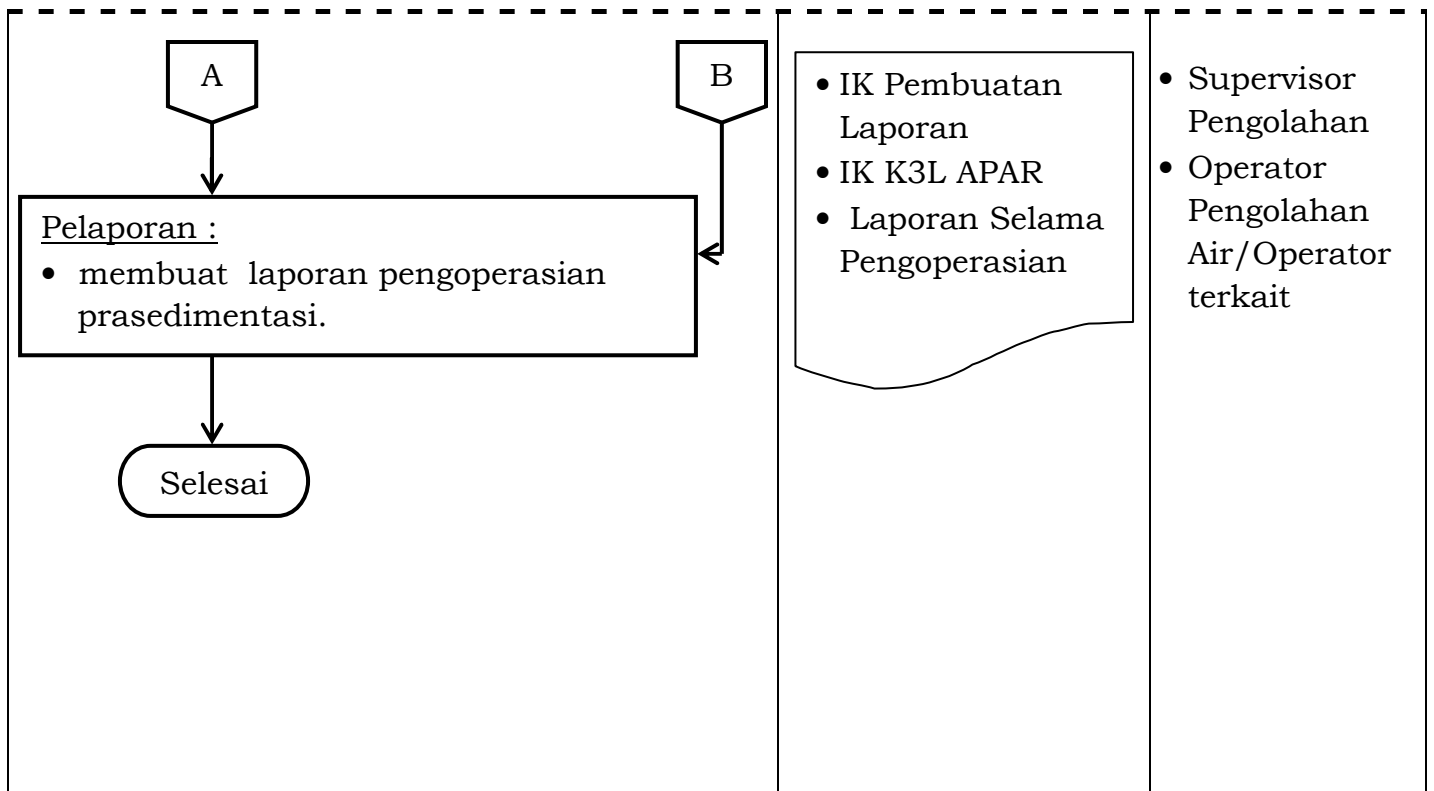 A
B
Pelaporan :
• membuat laporan pengoperasian
prasedimentasi.
Selesai
• IK Pembuatan
Laporan
• IK K3L APAR
• Laporan Selama
Pengoperasian
• Supervisor
Pengolahan
• Operator
Pengolahan
Air/Operator
terkait